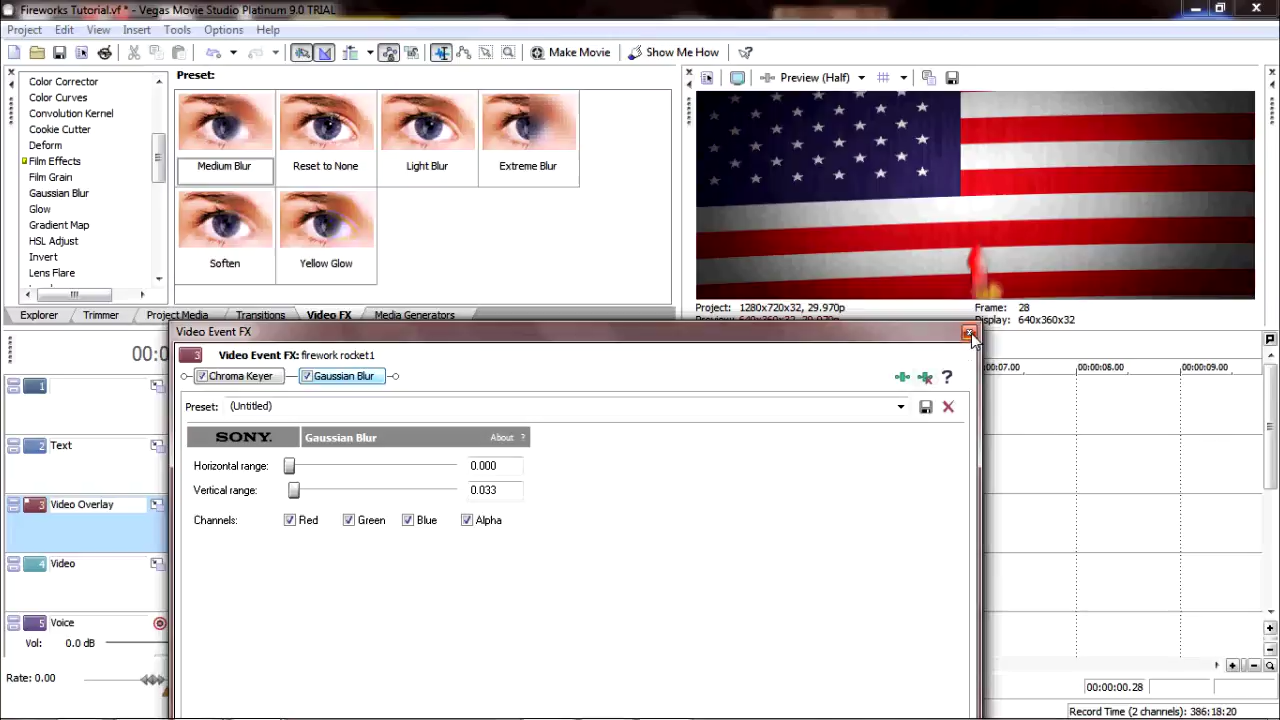 Fireworks Tutorial.vf * - Vegas Movie Studio Platinum 9.0 TRIAL
Project Edit View Insert Tools Options Help
Make Movie Show Me How
Color Corrector
Color Curves
Convolution Kernel
Cookie Cutter
Deform
Film Effects
Film Grain
Gaussian Blur
Glow
Gradient Map
HSL Adjust
Invert
Lens Flare
Preset:
Medium Blur Reset to None Light Blur Extreme Blur
Soften Yellow Glow
Preview (Half)
Project: 1280x720x32, 29.970p Frame: 28
Preview: 640x360x32, 29.970p Display: 640x360x32
Explorer Trimmer Project Media Video FX Transitions Media Generators
Video Event FX
3 Video Event FX: firework rocket1
Chroma Keyer Gaussian Blur
Preset: (Untitled)
SONY Gaussian Blur About ?
Horizontal range: 0.000
Vertical range: 0.033
Channels: Red Green Blue Alpha
00:0
1
2 Text
3 Video Overlay
4 Video
5 Voice
Vol: 0.0 dB
Rate: 0.00
:00:07.00 00:00:08.00 00:00:09.00
00:00:00.28
Record Time (2 channels): 386:18:20